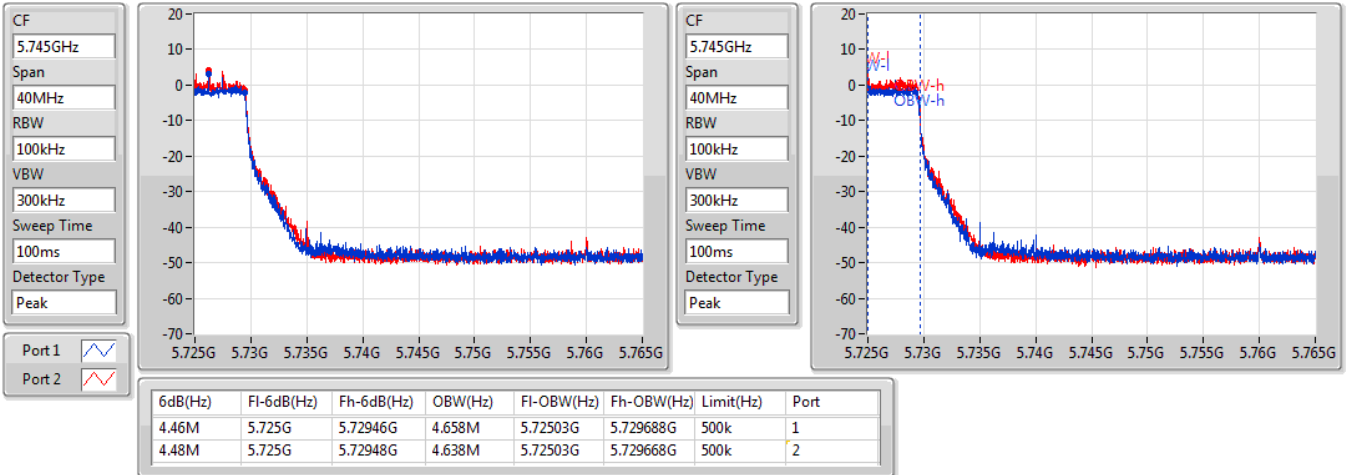 CF
5.745GHz
Span
40MHz
RBW
100kHz
VBW
300kHz
Sweep Time
100ms
Detector Type
Peak
Port 1
Port 2
20
10
0
-10
-20
-30
-40
-50
-60
-70
5.725G 5.73G 5.735G 5.74G 5.745G 5.75G 5.755G 5.76G 5.765G
CF
5.745GHz
Span
40MHz
RBW
100kHz
VBW
300kHz
Sweep Time
100ms
Detector Type
Peak
20
10
0
-10
-20
-30
-40
-50
-60
-70
W-l
W-l
OBW-h
OBW-h
5.725G 5.73G 5.735G 5.74G 5.745G 5.75G 5.755G 5.76G 5.765G
6dB(Hz) Fl-6dB(Hz) Fh-6dB(Hz) OBW(Hz) Fl-OBW(Hz) Fh-OBW(Hz) Limit(Hz) Port
4.46M 5.725G 5.72946G 4.658M 5.72503G 5.729688G 500k 1
4.48M 5.725G 5.72948G 4.638M 5.72503G 5.729668G 500k 2